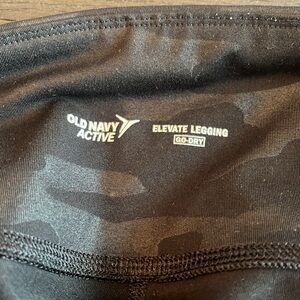 OLD NAVY
ACTIVE
ELEVATE LEGGING
GO-DRY